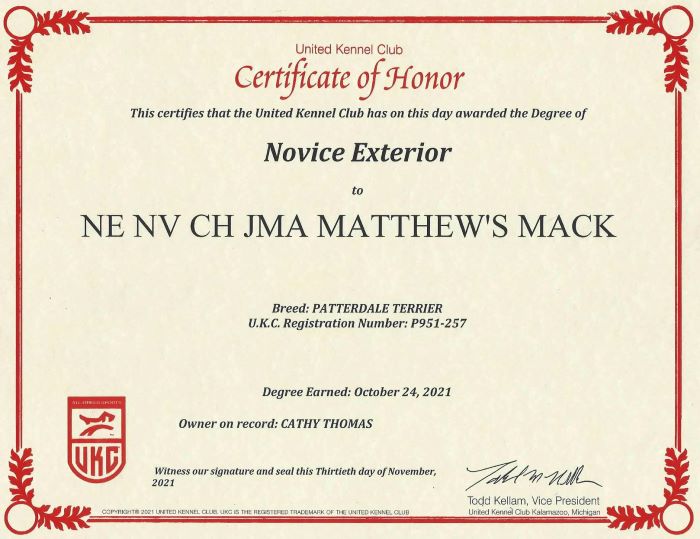 United Kennel Club
Certificate of Honor
This certifies that the United Kennel Club has on this day awarded the Degree of
Novice Exterior
to
NE NV CH JMA MATTHEW'S MACK
Breed: PATTERDALE TERRIER
U.K.C. Registration Number: P951-257
Degree Earned: October 24, 2021
Owner on record: CATHY THOMAS
UKC
Witness our signature and seal this Thirtieth day of November,
2021
Todd Kellam, Vice President
United Kennel Club Kalamazoo, Michigan
COPYRIGHT® 2021 UNITED KENNEL CLUB. UKC IS THE REGISTERED TRADEMARK OF THE UNITED KENNEL CLUB